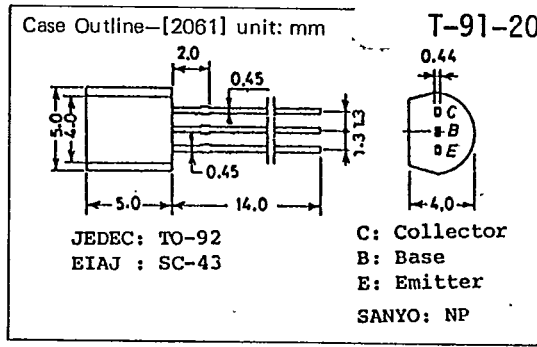 Case Outline—[2061] unit: mm
T-91-20
2.0
0.44
0.45
C
B
E
5.0
4.0
1.3
1.3
0.45
5.0
14.0
4.0
JEDEC: TO-92
EIAJ : SC-43
C: Collector
B: Base
E: Emitter
SANYO: NP